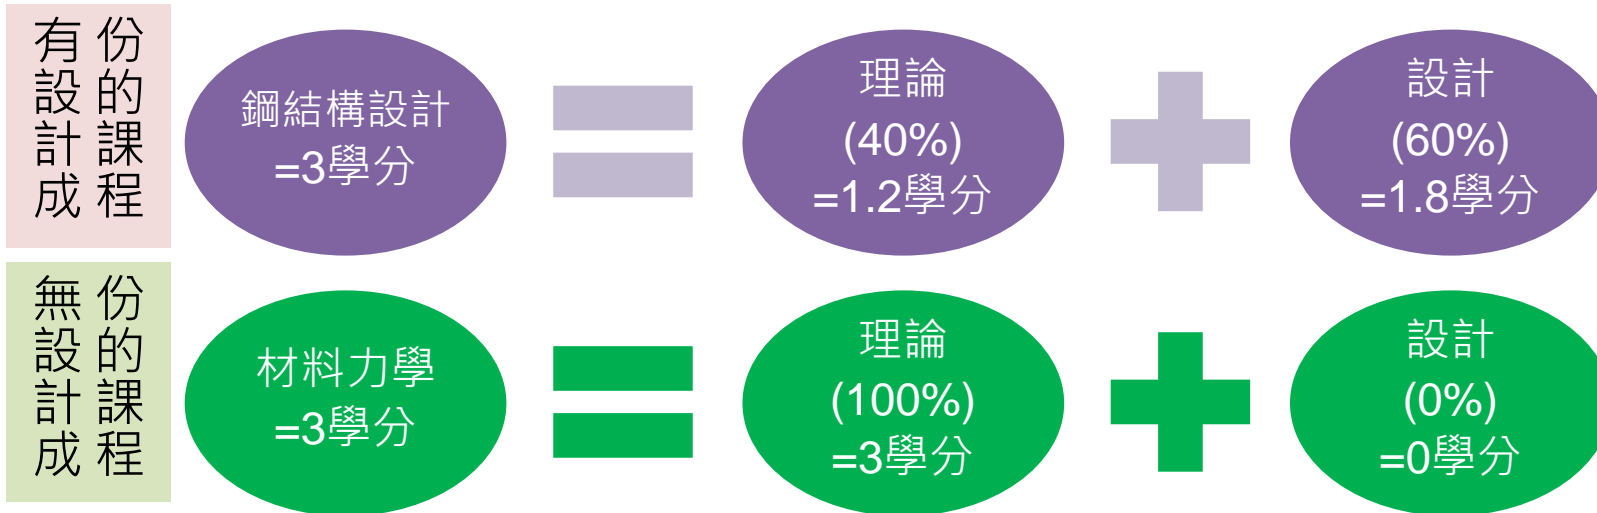 有設計成
份的課程
鋼結構設計
=3學分
理論
(40%)
=1.2學分
設計
(60%)
=1.8學分
無設計成
份的課程
材料力學
=3學分
理論
(100%)
=3學分
設計
(0%)
=0學分